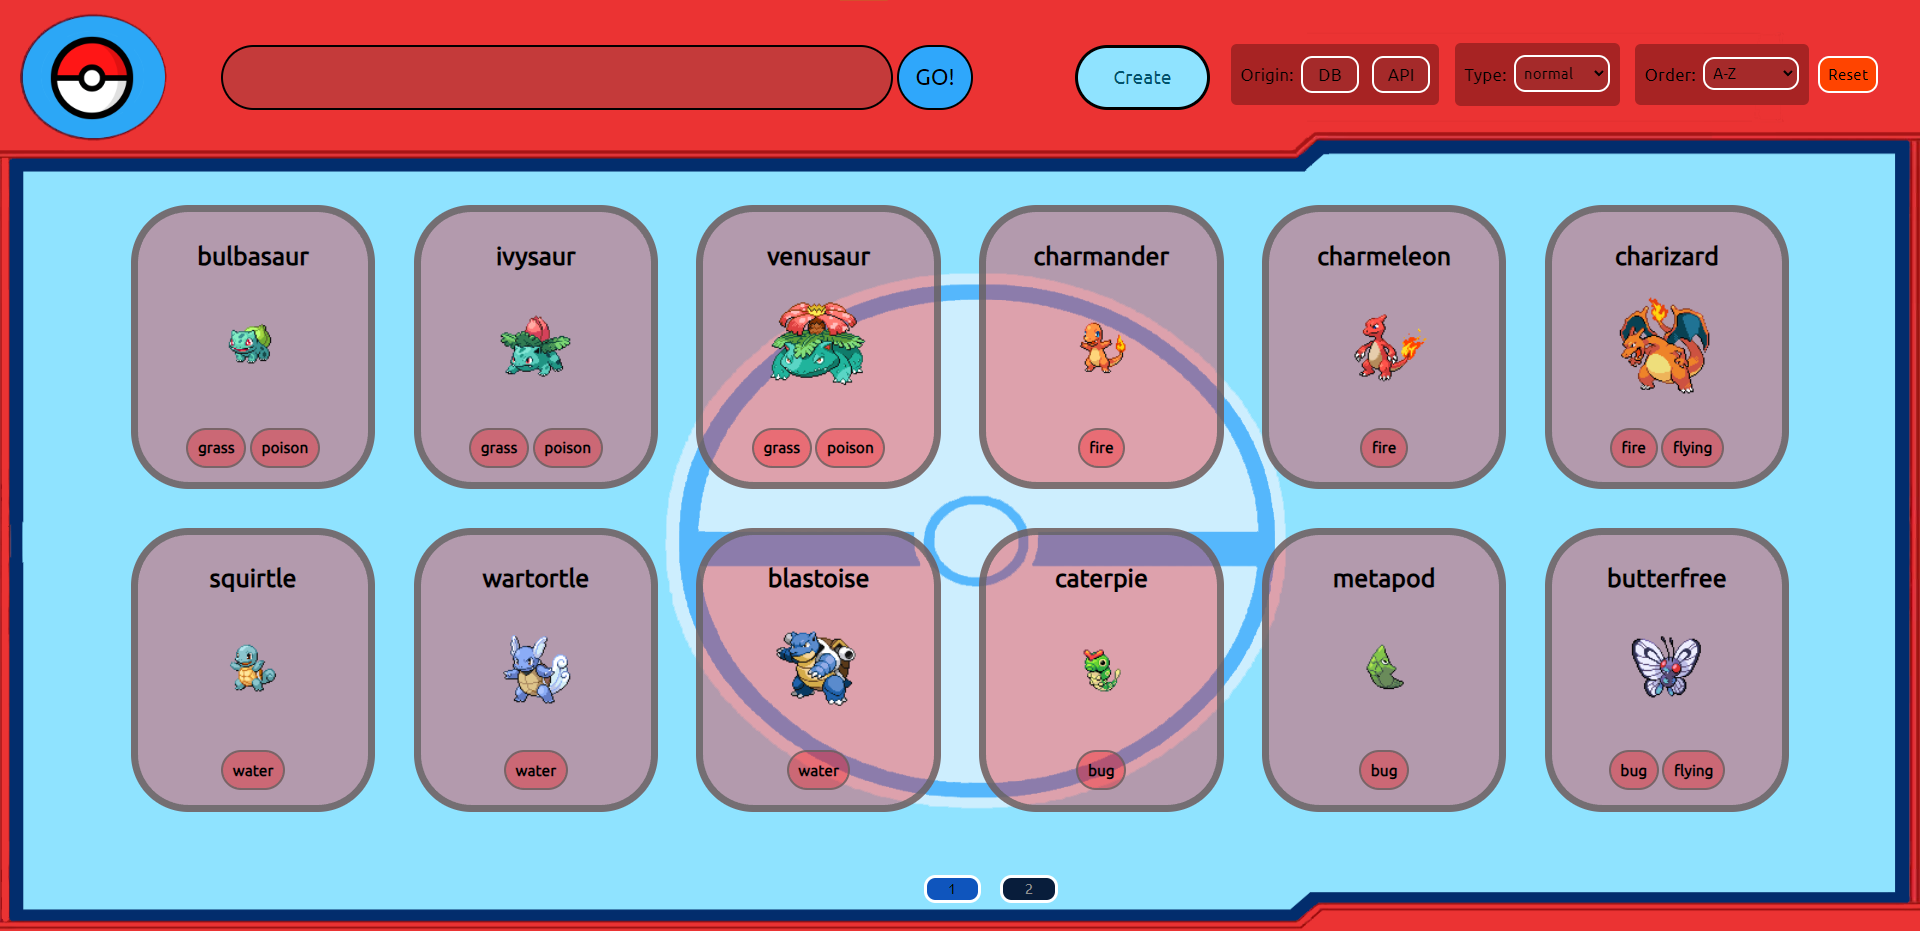 GO! Create Origin: DB API Type: normal Order: A-Z Reset
bulbasaur ivysaur venusaur charmander charmeleon charizard
grass poison grass poison grass poison fire fire fire flying
squirtle wartortle blastoise caterpie metapod butterfree
water water water bug bug bug flying
1 2